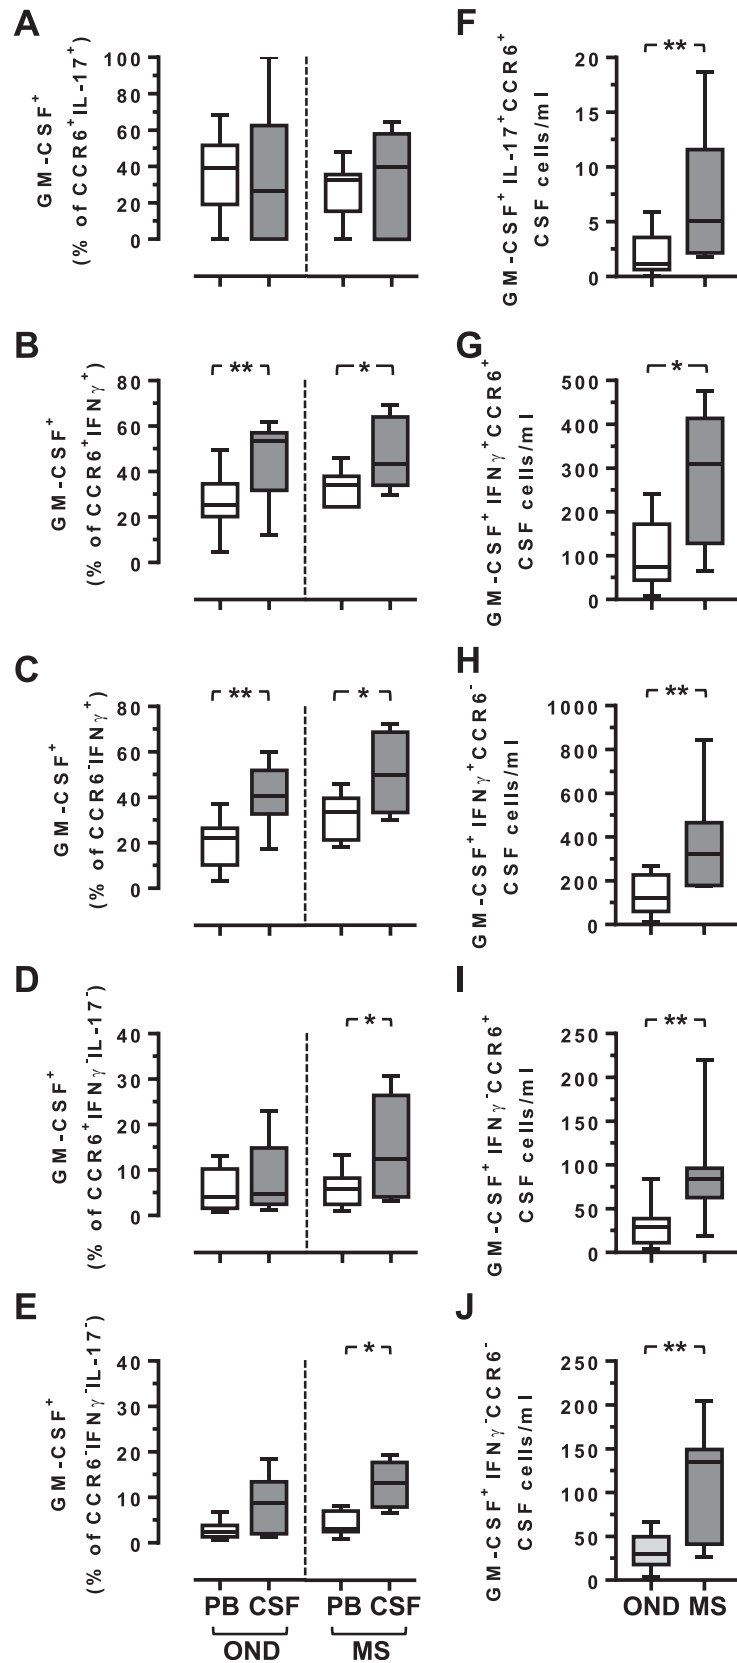 A
GM-CSF⁺
(% of CCR6⁺IL-17⁺)
100
80
60
40
20
0
F
**
GM-CSF⁺ IL-17⁺CCR6⁺
CSF cells/ml
20
15
10
5
0
B
** *
GM-CSF⁺
(% of CCR6⁺IFNγ⁺)
80
60
40
20
0
G
*
GM-CSF⁺ IFNγ⁺CCR6⁺
CSF cells/ml
500
400
300
200
100
0
C
** *
GM-CSF⁺
(% of CCR6⁻IFNγ⁺)
80
60
40
20
0
H
**
GM-CSF⁺ IFNγ⁺CCR6⁻
CSF cells/ml
1000
800
600
400
200
0
D
*
GM-CSF⁺
(% of CCR6⁺IFNγ⁻IL-17⁻)
40
30
20
10
0
I
**
GM-CSF⁺ IFNγ⁻CCR6⁺
CSF cells/ml
250
200
150
100
50
0
E
*
GM-CSF⁺
(% of CCR6⁻IFNγ⁻IL-17⁻)
40
30
20
10
0
PB CSF PB CSF
OND MS
J
**
GM-CSF⁺ IFNγ⁻CCR6⁻
CSF cells/ml
250
200
150
100
50
0
OND MS